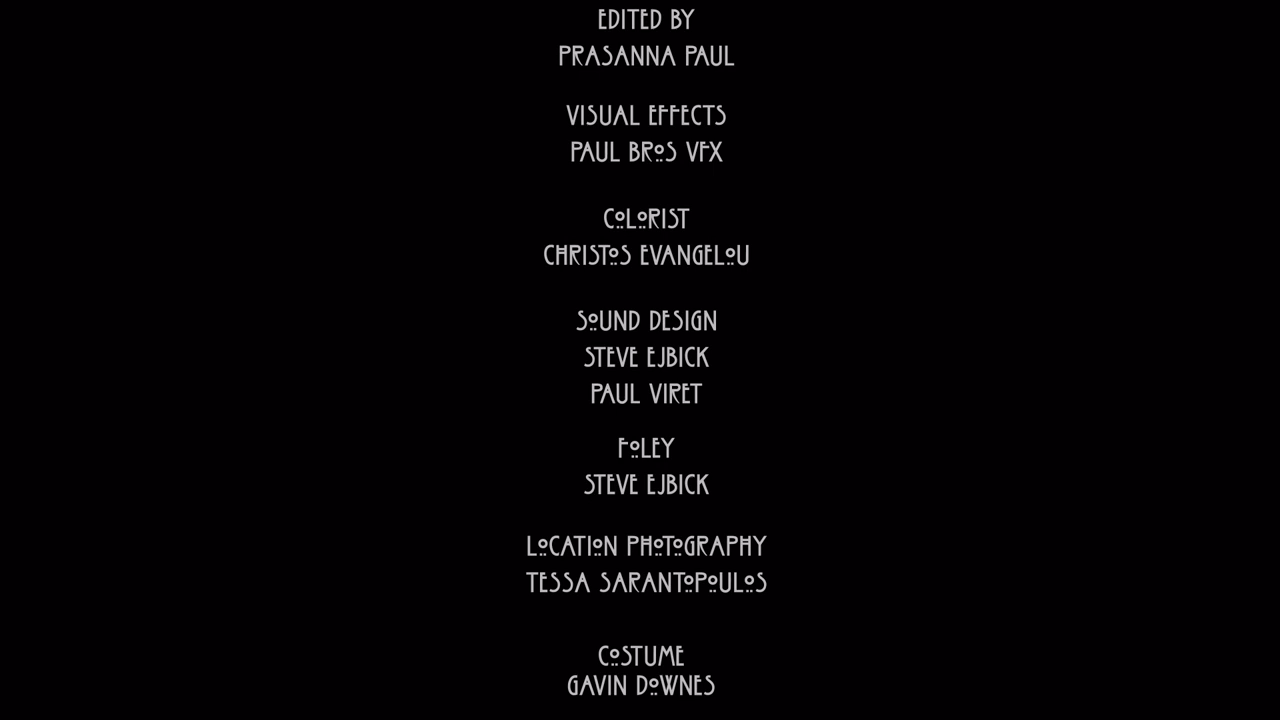 EDITED BY
PRASANNA PAUL
VISUAL EFFECTS
PAUL BROS VFX
COLORIST
CHRISTOS EVANGELOU
SOUND DESIGN
STEVE EJBICK
PAUL VIRET
FOLEY
STEVE EJBICK
LOCATION PHOTOGRAPHY
TESSA SARANTOPOULOS
COSTUME
GAVIN DOWNES